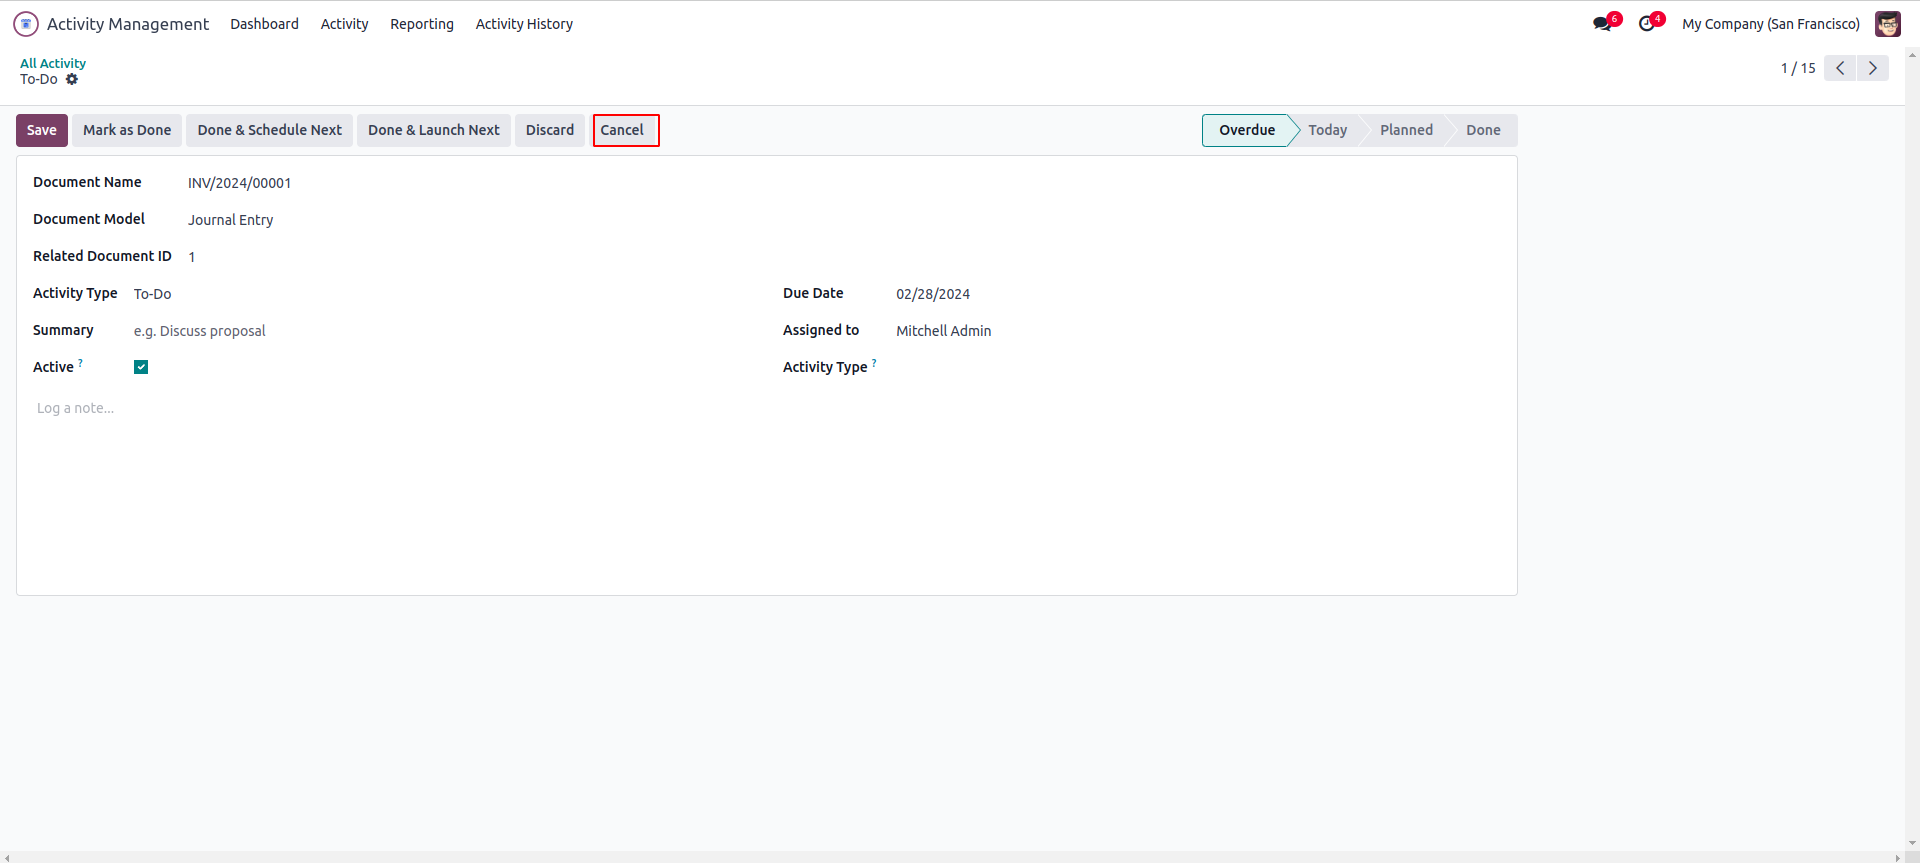 Activity Management Dashboard Activity Reporting Activity History 6 4 My Company (San Francisco)
All Activity
To-Do
1 / 15
Save Mark as Done Done & Schedule Next Done & Launch Next Discard Cancel Overdue Today Planned Done
Document Name INV/2024/00001
Document Model Journal Entry
Related Document ID 1
Activity Type To-Do Due Date 02/28/2024
Summary e.g. Discuss proposal Assigned to Mitchell Admin
Active ? Activity Type ?
Log a note...